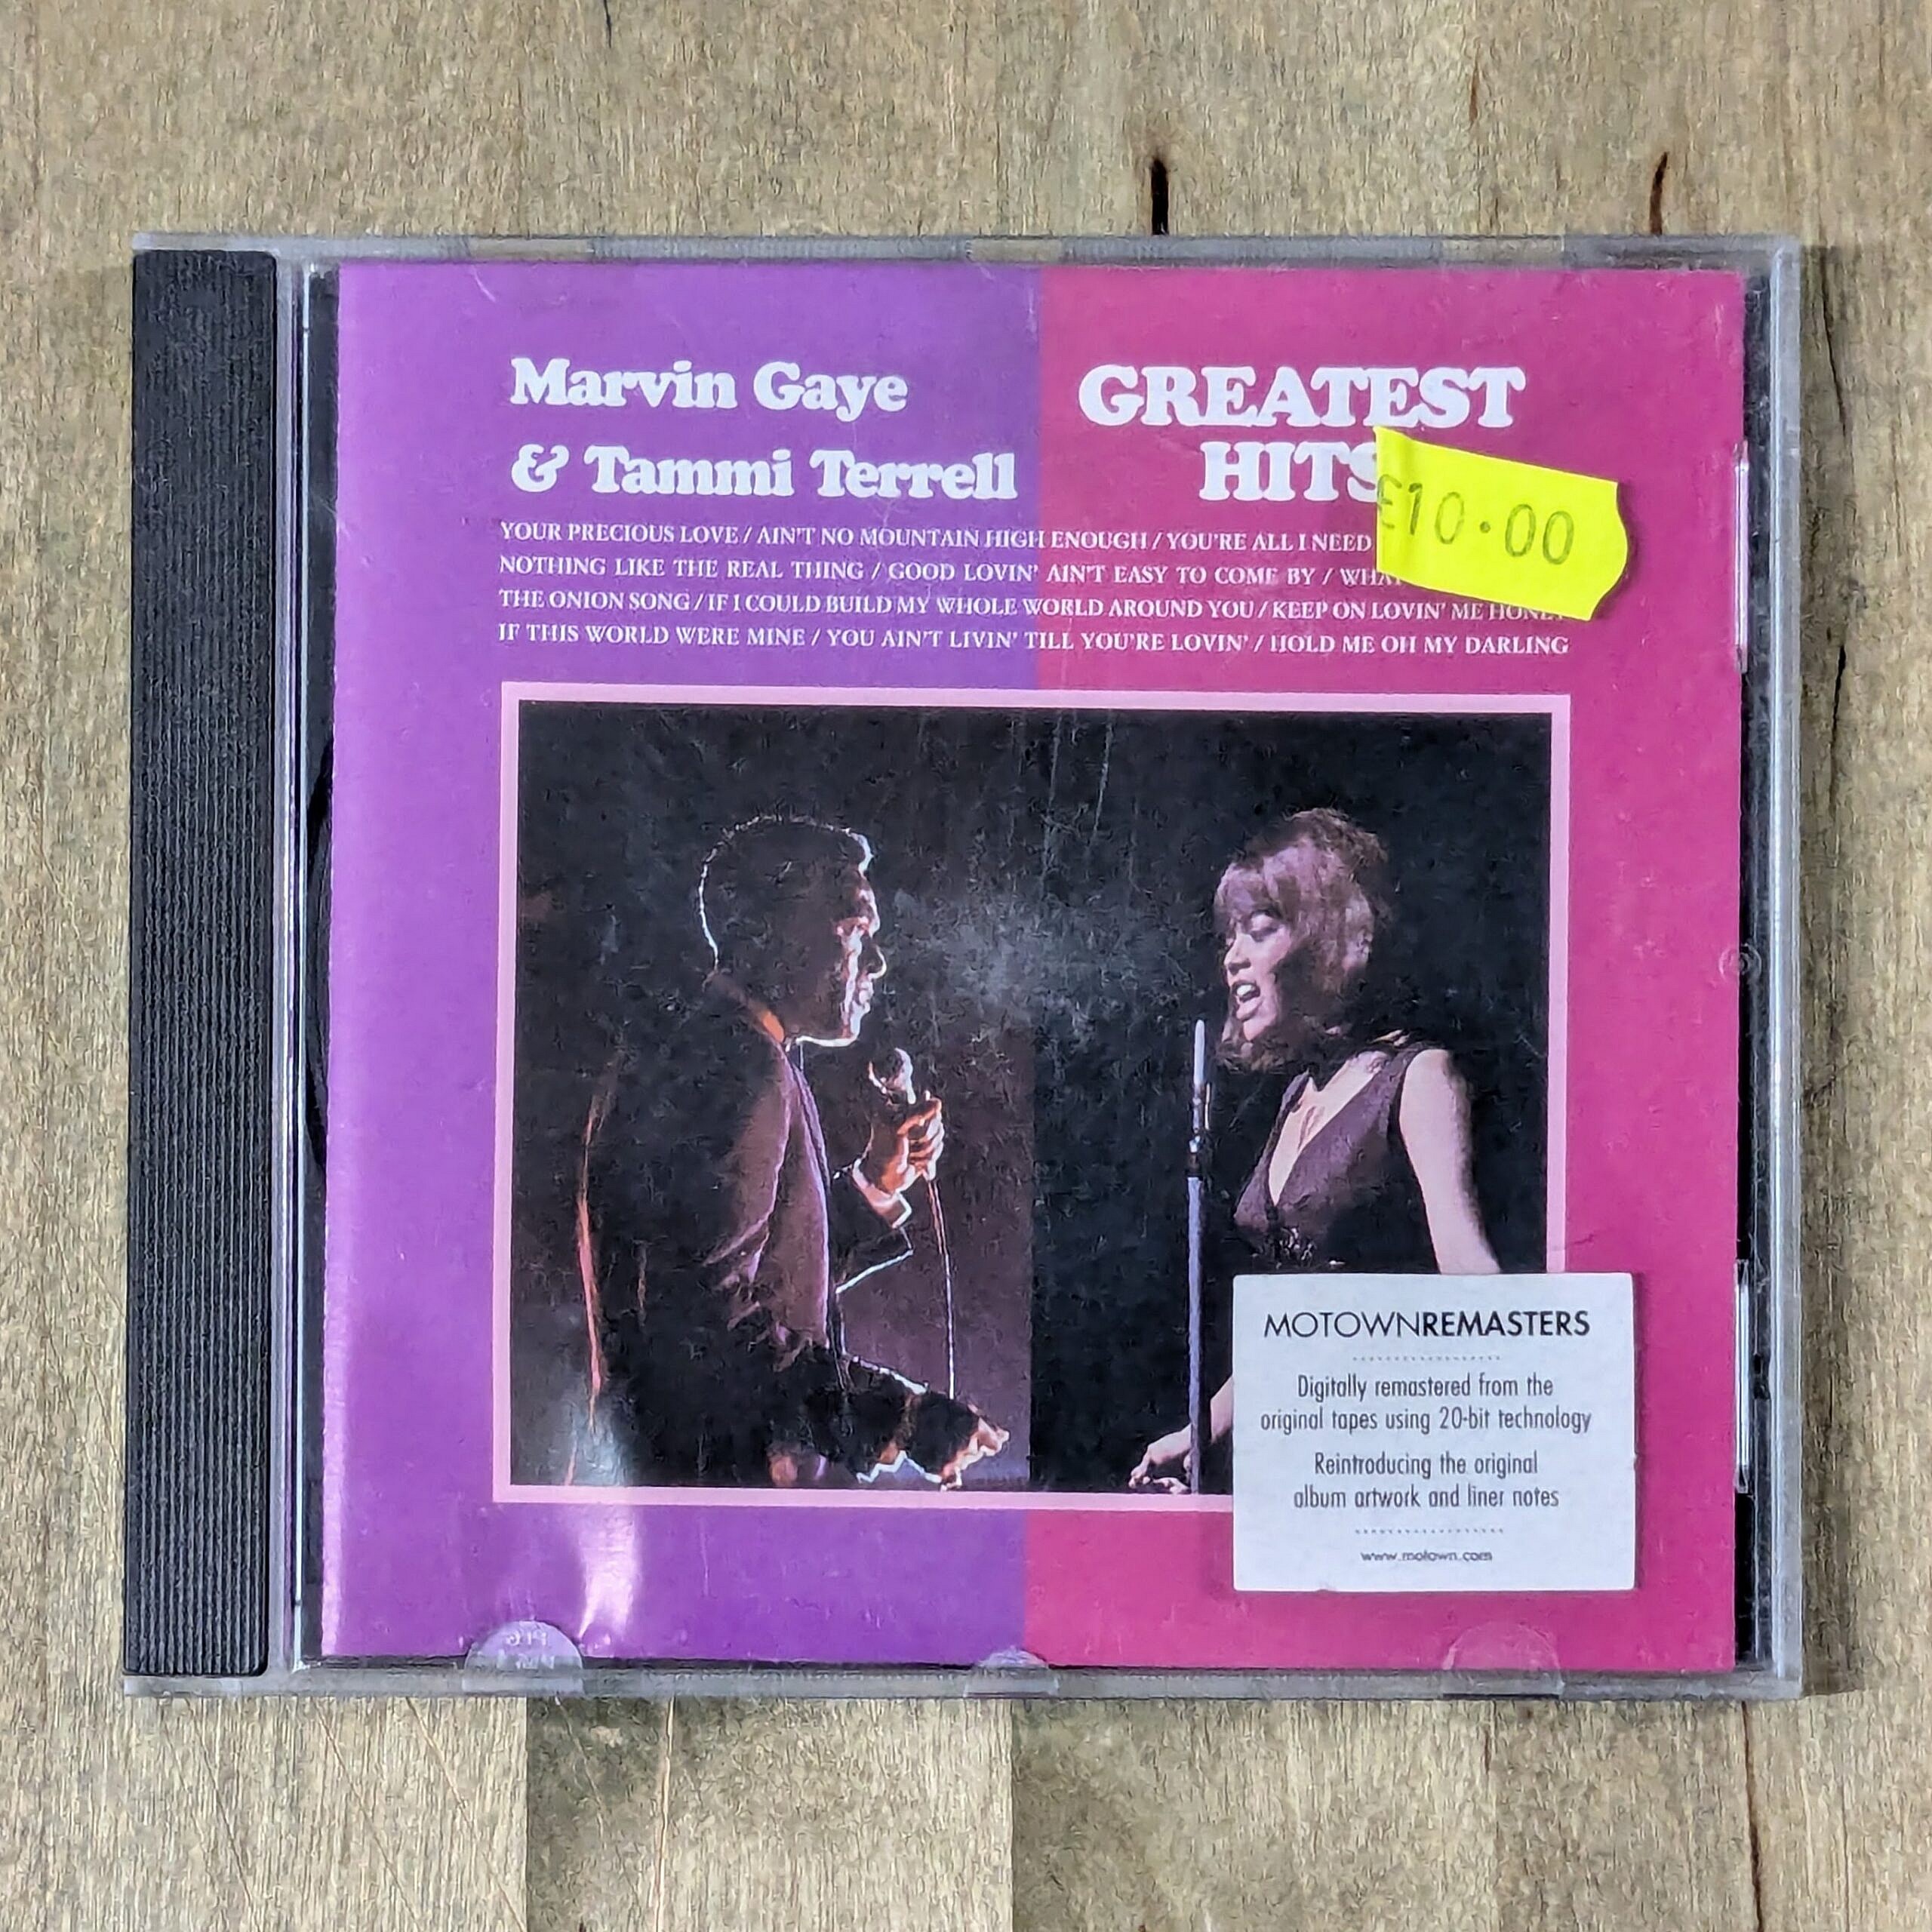 Marvin Gaye
& Tammi Terrell
GREATEST
HITS
£10.00
YOUR PRECIOUS LOVE / AIN'T NO MOUNTAIN HIGH ENOUGH / YOU'RE ALL I NEED
NOTHING LIKE THE REAL THING / GOOD LOVIN' AIN'T EASY TO COME BY /
THE ONION SONG / IF I COULD BUILD MY WHOLE WORLD AROUND YOU / KEEP ON LOVIN' ME HONEY
IF THIS WORLD WERE MINE / YOU AIN'T LIVIN' TILL YOU'RE LOVIN' / HOLD ME OH MY DARLING
MOTOWNREMASTERS
Digitally remastered from the
original tapes using 20-bit technology
Reintroducing the original
album artwork and liner notes
www.motown.com